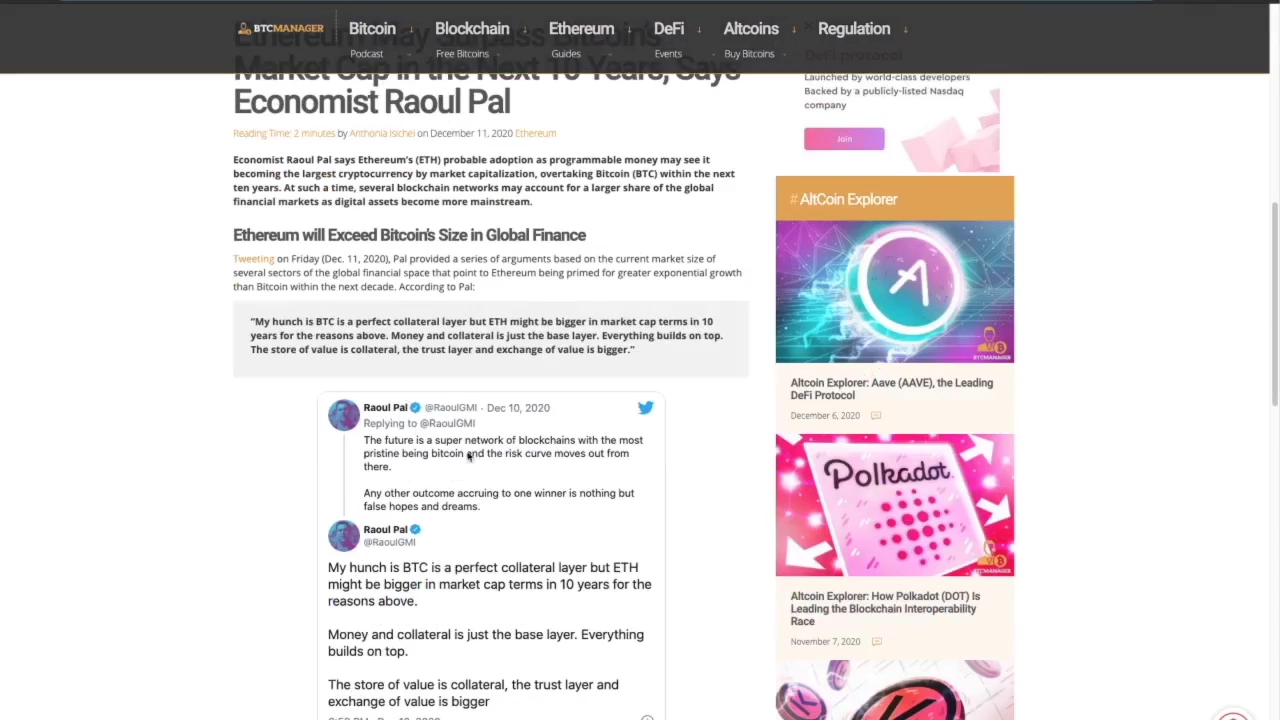 BTCMANAGER
Bitcoin
Blockchain
Ethereum
DeFi
Altcoins
Regulation
Podcast
Free Bitcoins
Guides
Events
Buy Bitcoins
Ethereum May Surpass Bitcoin's
Market Cap in the Next 10 Years, Says
Economist Raoul Pal
Reading Time: 2 minutes by Anthonia Isichei on December 11, 2020 Ethereum
Economist Raoul Pal says Ethereum's (ETH) probable adoption as programmable money may see it
becoming the largest cryptocurrency by market capitalization, overtaking Bitcoin (BTC) within the next
ten years. At such a time, several blockchain networks may account for a larger share of the global
financial markets as digital assets become more mainstream.
Ethereum will Exceed Bitcoin's Size in Global Finance
Tweeting on Friday (Dec. 11, 2020), Pal provided a series of arguments based on the current market size of
several sectors of the global financial space that point to Ethereum being primed for greater exponential growth
than Bitcoin within the next decade. According to Pal:
"My hunch is BTC is a perfect collateral layer but ETH might be bigger in market cap terms in 10
years for the reasons above. Money and collateral is just the base layer. Everything builds on top.
The store of value is collateral, the trust layer and exchange of value is bigger."
Raoul Pal @RaoulGMI · Dec 10, 2020
Replying to @RaoulGMI
The future is a super network of blockchains with the most
pristine being bitcoin and the risk curve moves out from
there.
Any other outcome accruing to one winner is nothing but
false hopes and dreams.
Raoul Pal
@RaoulGMI
My hunch is BTC is a perfect collateral layer but ETH
might be bigger in market cap terms in 10 years for the
reasons above.
Money and collateral is just the base layer. Everything
builds on top.
The store of value is collateral, the trust layer and
exchange of value is bigger
DeFi protocol
Launched by world-class developers
Backed by a publicly-listed Nasdaq
company
Join
# AltCoin Explorer
BTCMANAGER
Altcoin Explorer: Aave (AAVE), the Leading
DeFi Protocol
December 6, 2020
Polkadot.
BTCMANAGER
Altcoin Explorer: How Polkadot (DOT) Is
Leading the Blockchain Interoperability
Race
November 7, 2020